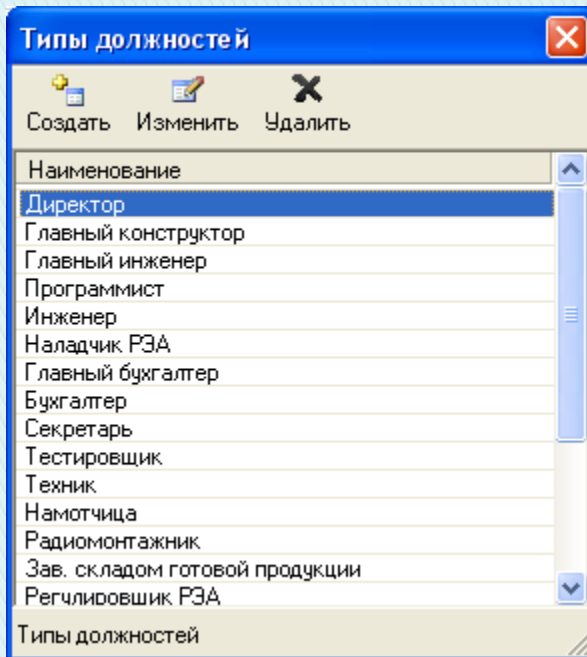 Типы должностей
Создать Изменить Удалить
Наименование
Директор
Главный конструктор
Главный инженер
Программист
Инженер
Наладчик РЭА
Главный бухгалтер
Бухгалтер
Секретарь
Тестировщик
Техник
Намотчица
Радиомонтажник
Зав. складом готовой продукции
Регулировщик РЭА
Типы должностей